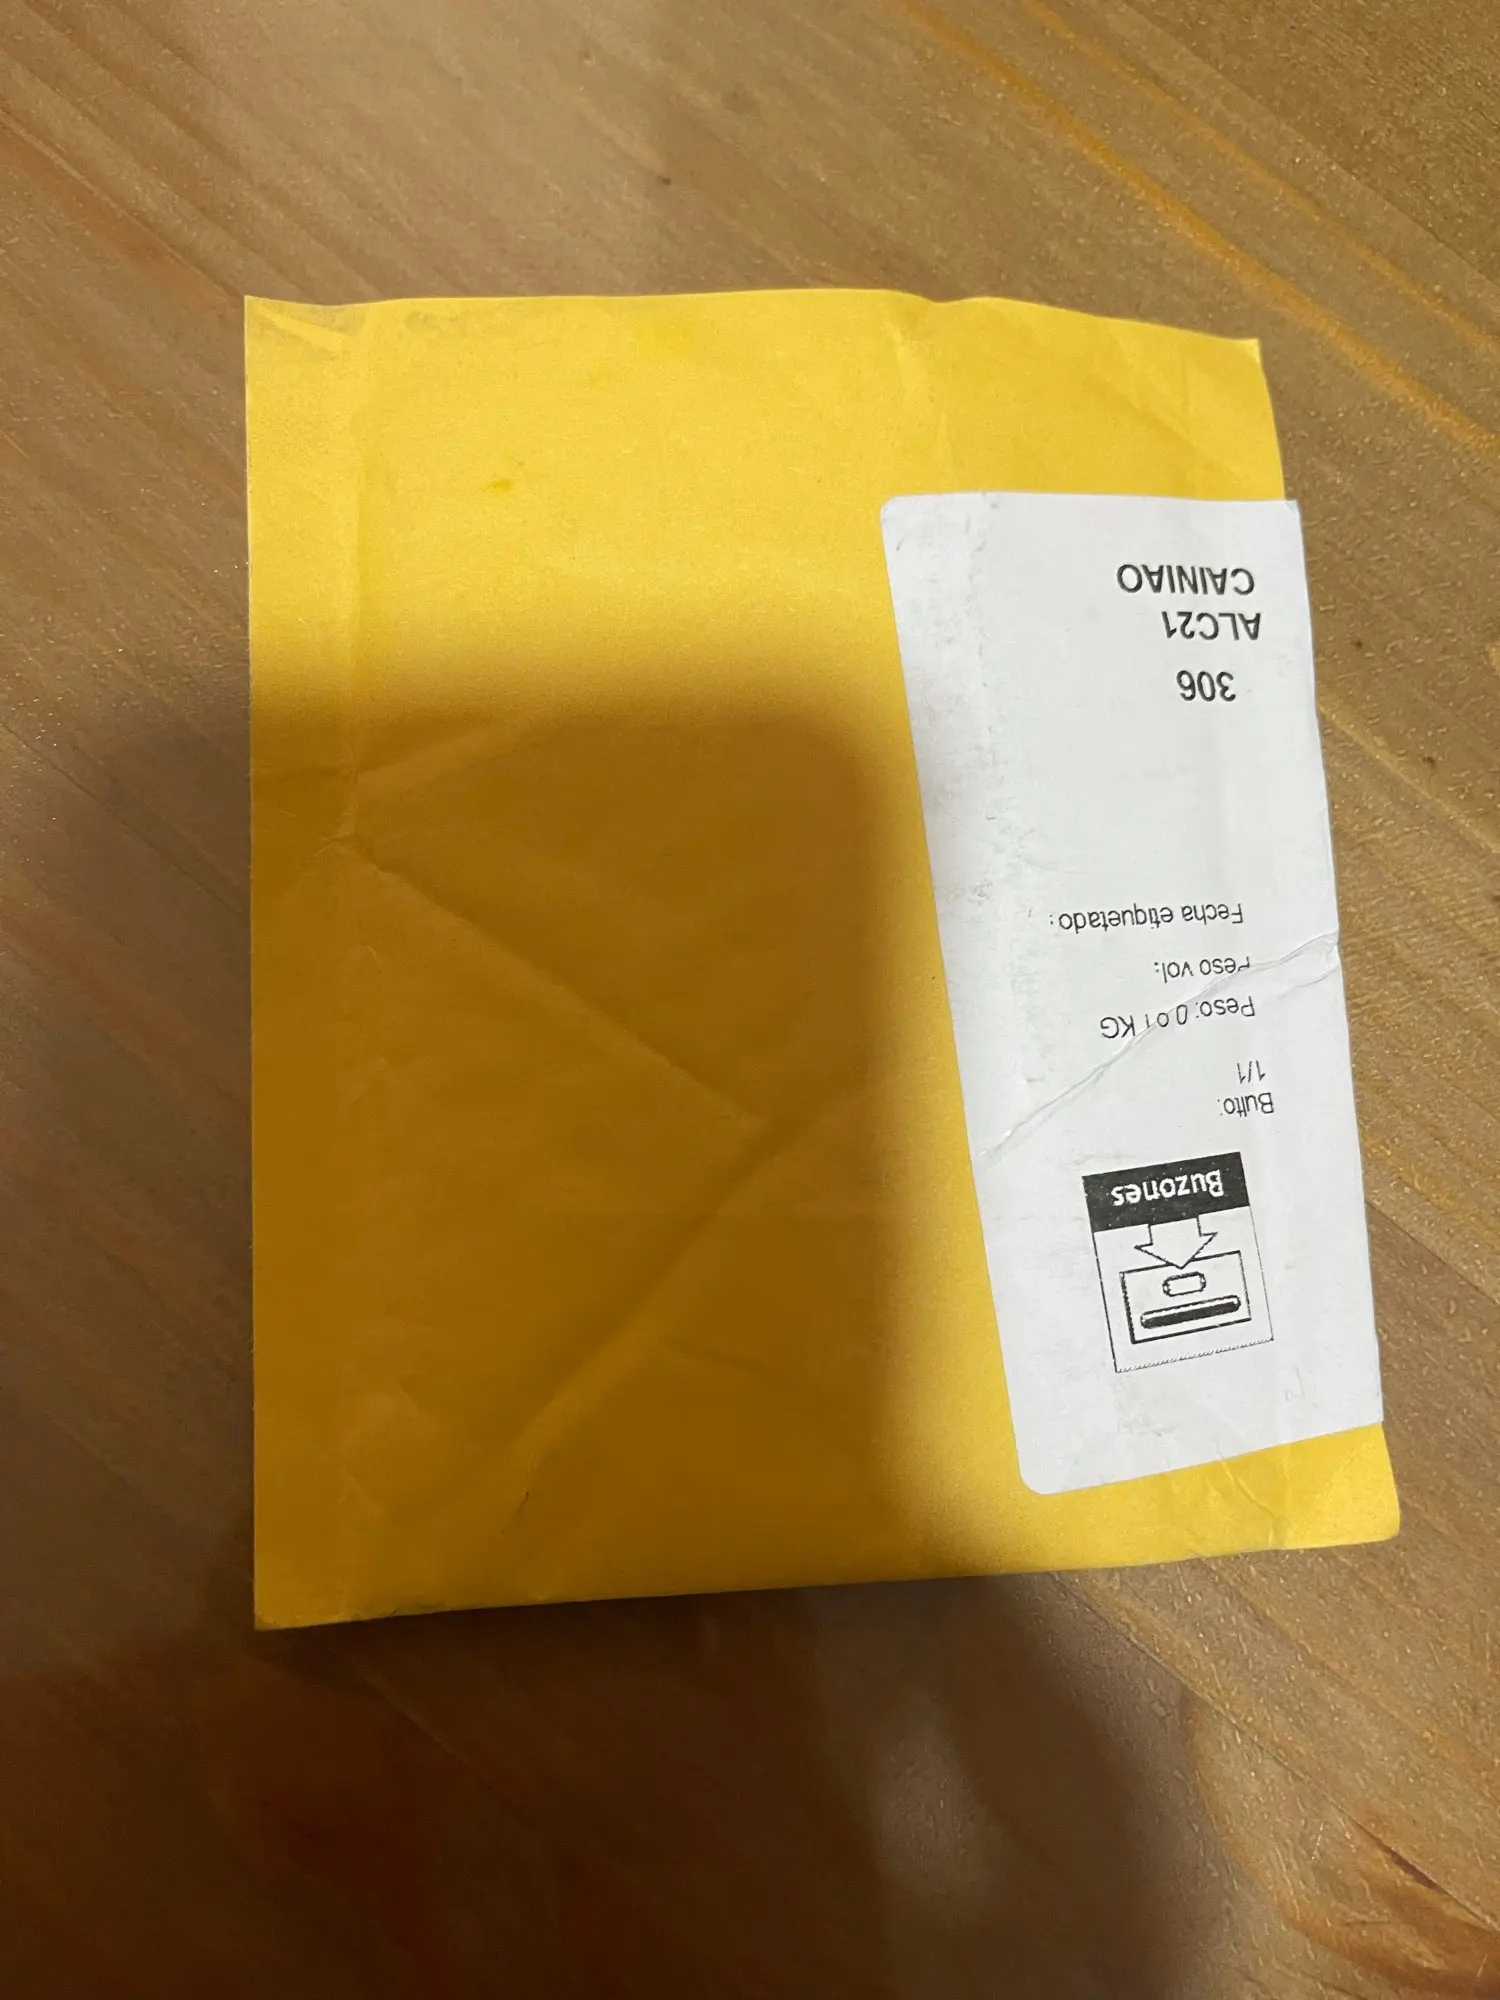 Buzones
Bulto:
1/1
Peso: 0.01 KG
Peso vol:
Fecha etiquetado:
306
ALC21
CAINIAO